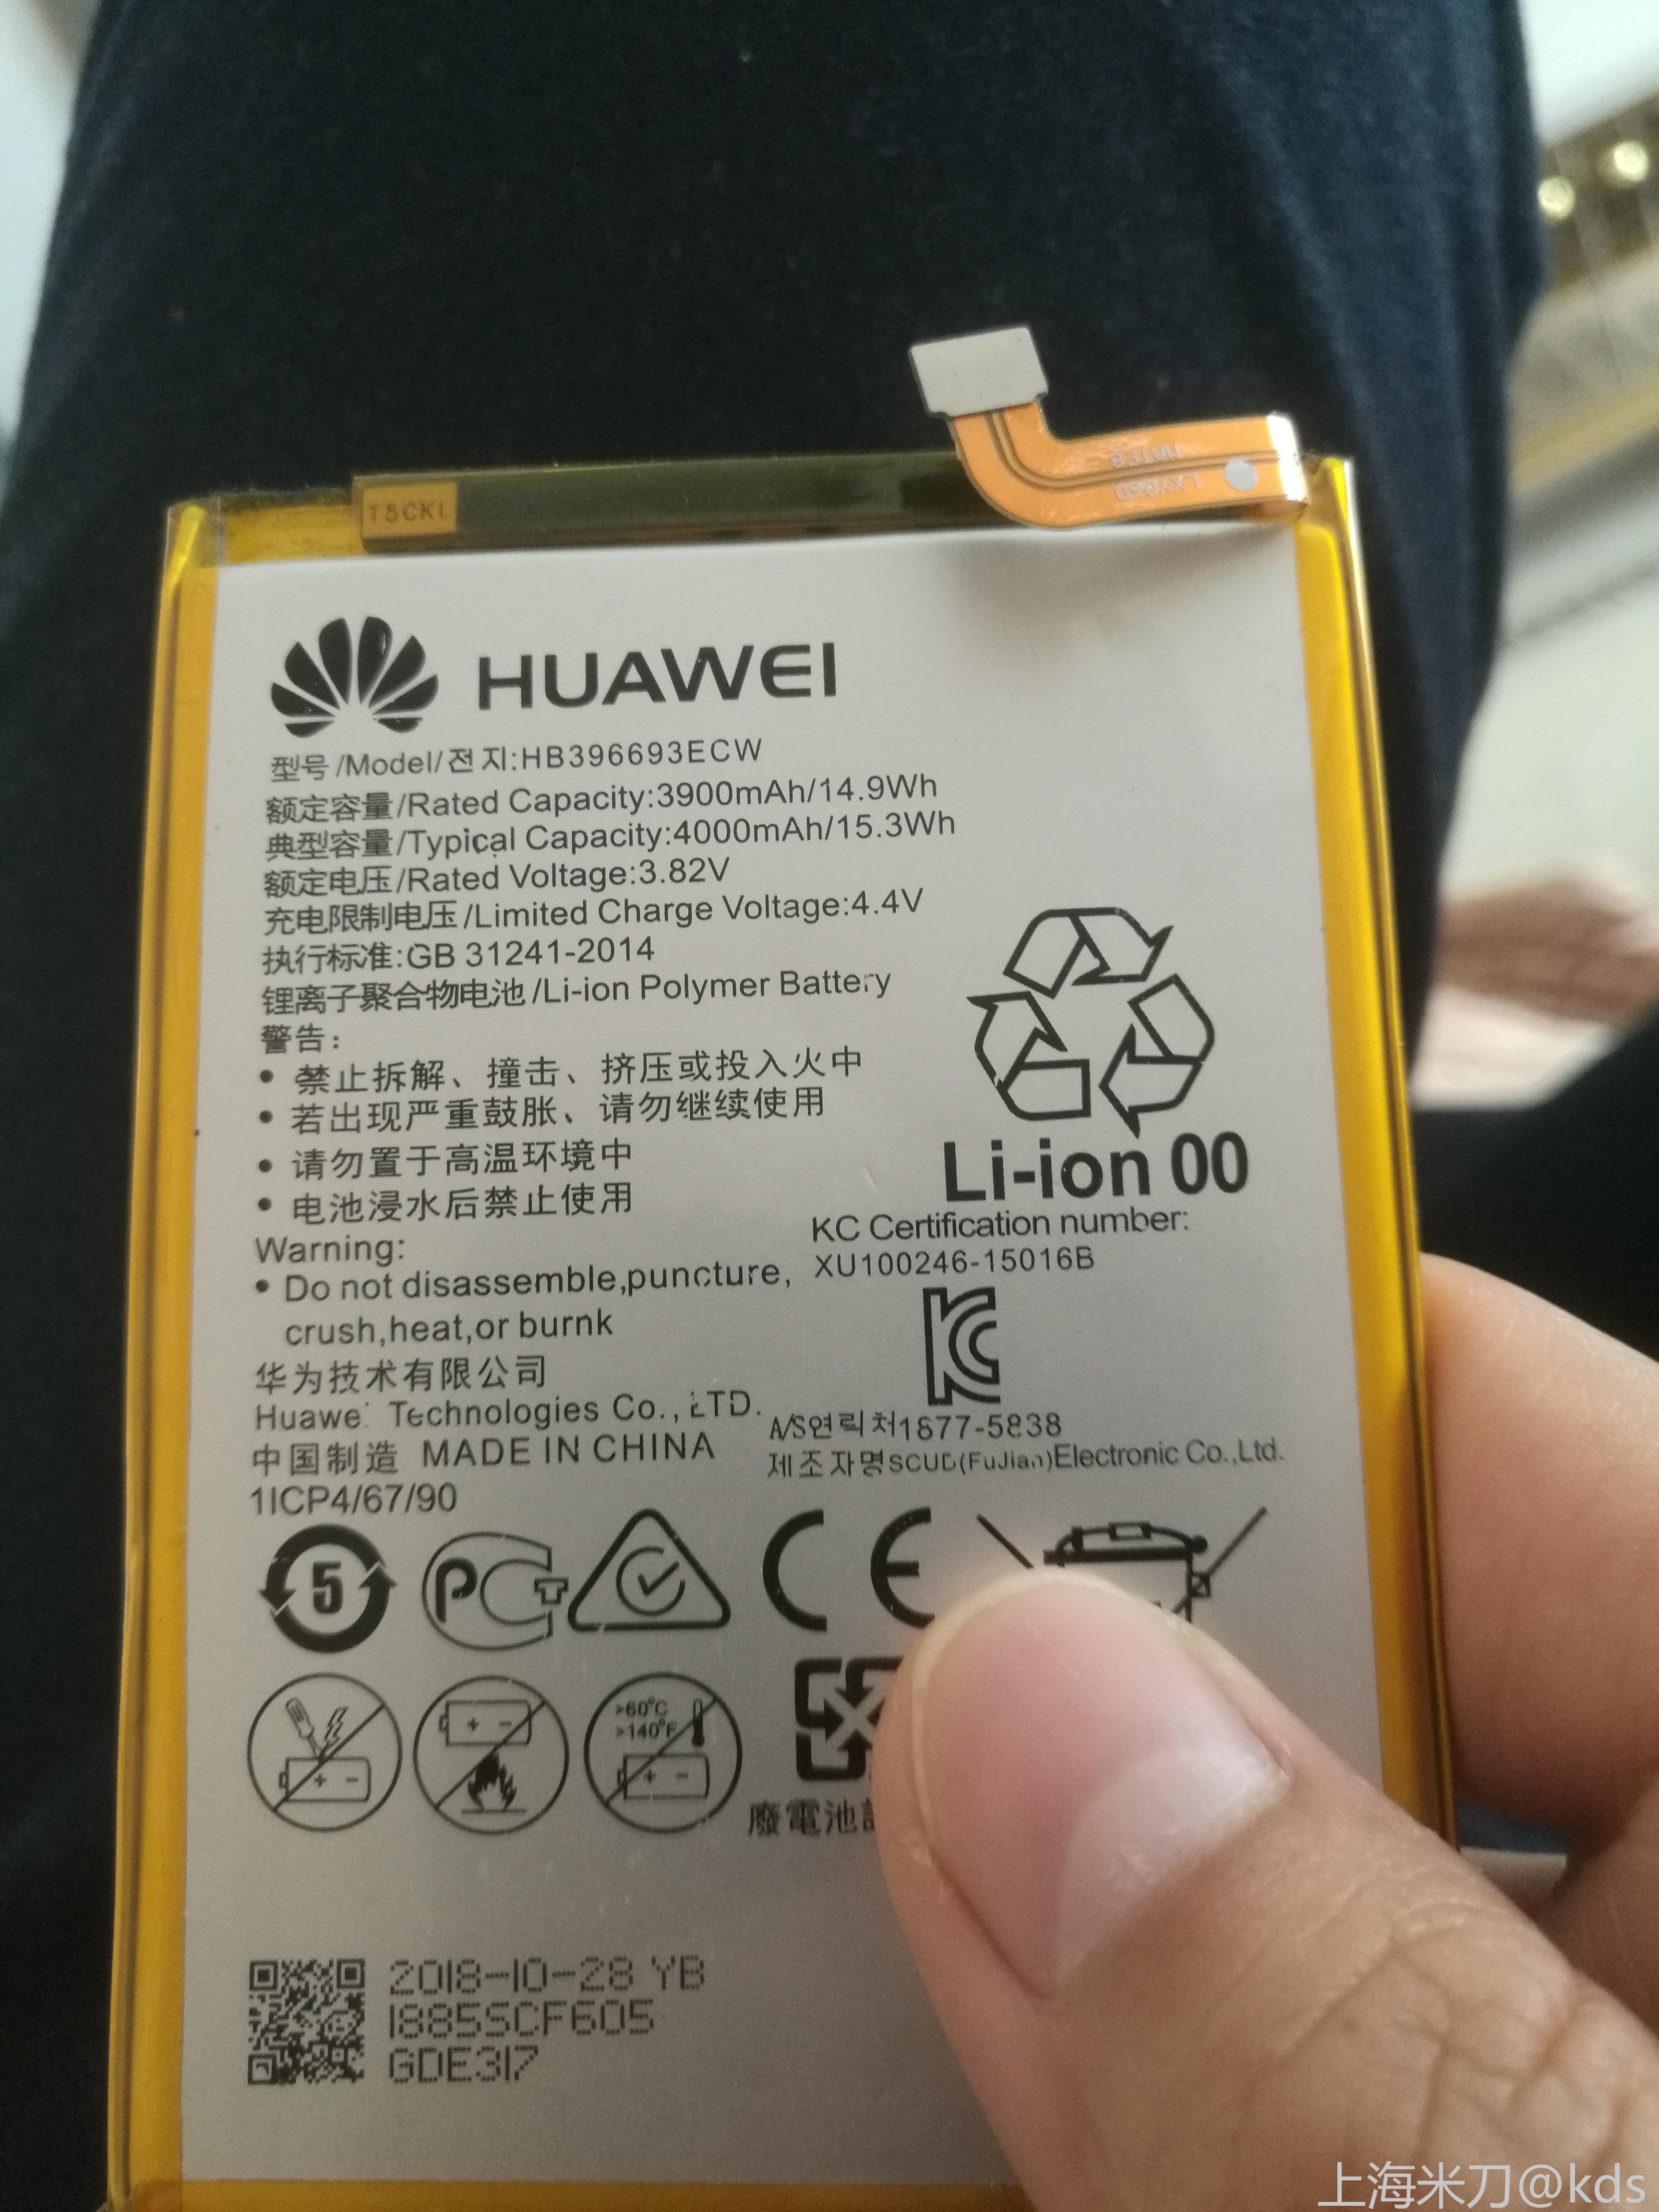 T5CKL
HUAWEI
型号/Model/전지:HB396693ECW
额定容量/Rated Capacity:3900mAh/14.9Wh
典型容量/Typical Capacity:4000mAh/15.3Wh
额定电压/Rated Voltage:3.82V
充电限制电压/Limited Charge Voltage:4.4V
执行标准:GB 31241-2014
锂离子聚合物电池/Li-ion Polymer Battery
警告:
• 禁止拆解、撞击、挤压或投入火中
• 若出现严重鼓胀、请勿继续使用
• 请勿置于高温环境中
• 电池浸水后禁止使用
Li-ion 00
Warning:
• Do not disassemble,puncture,
crush,heat,or burnk
KC Certification number:
XU100246-15016B
华为技术有限公司
Huawei Technologies Co.,LTD.
中国制造 MADE IN CHINA
1ICP4/67/90
A/S연락처1877-5838
제조자명SCUD(FuJian)Electronic Co.,Ltd.
5
CE
>60°C
>140°F
廢電池
2018-10-28 YB
1885SCF605
GDE317
上海米刀@kds